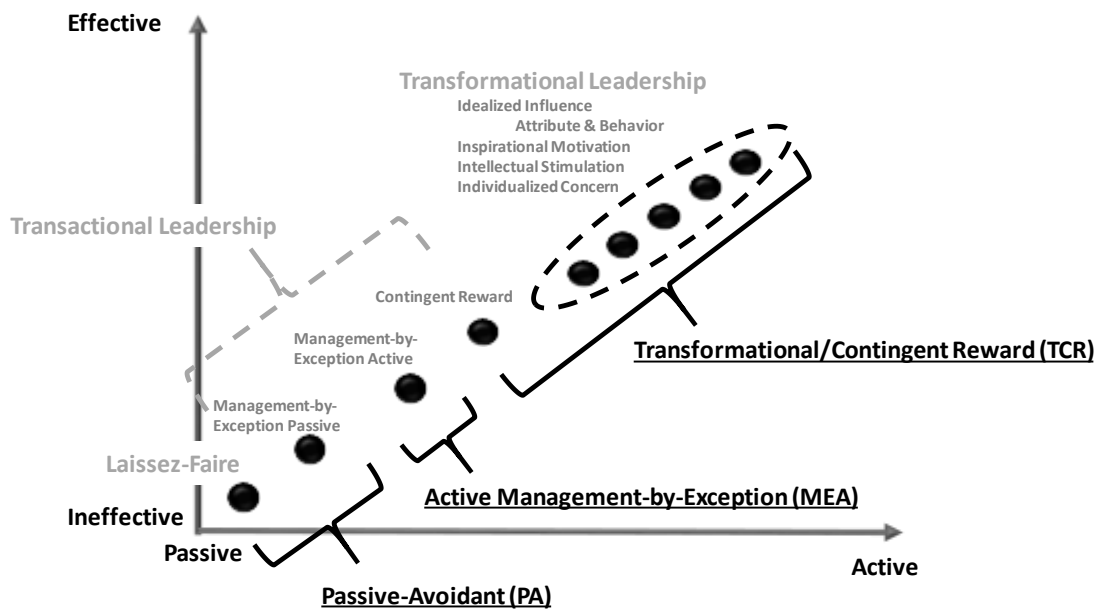 Effective
Transformational Leadership
Idealized Influence
Attribute & Behavior
Inspirational Motivation
Intellectual Stimulation
Individualized Concern
Transactional Leadership
Contingent Reward
Management-by-
Exception Active
Transformational/Contingent Reward (TCR)
Management-by-
Exception Passive
Laissez-Faire
Active Management-by-Exception (MEA)
Ineffective
Passive
Active
Passive-Avoidant (PA)